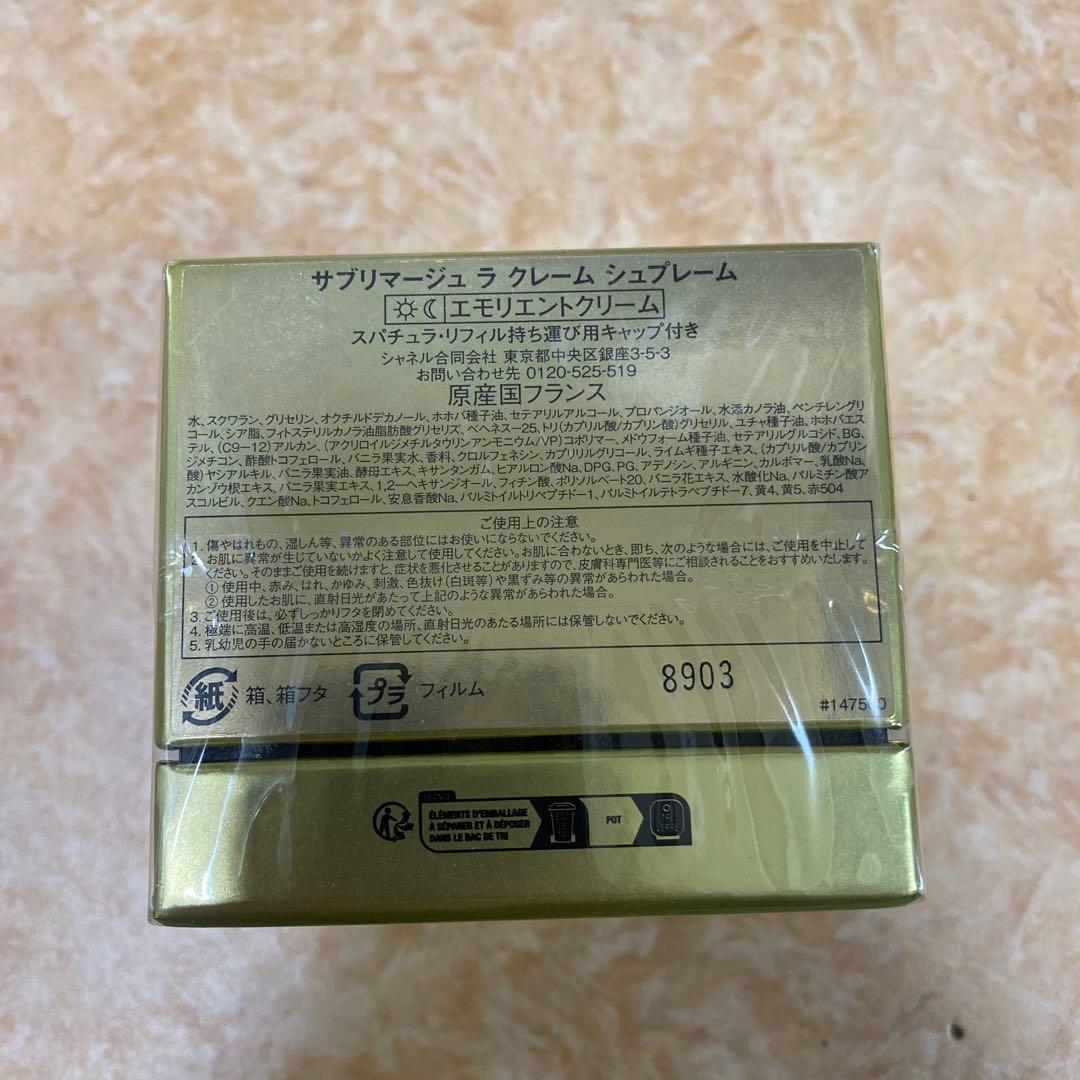 サブリマージュ ラ クレーム シュプレーム
エモリエントクリーム
スパチュラ・リフィル持ち運び用キャップ付き
シャネル合同会社 東京都中央区銀座3-5-3
お問い合わせ先 0120-525-519
原産国フランス
水、スクワラン、グリセリン、オクチルドデカノール、ホホバ種子油、セテアリルアルコール、プロパンジオール、水添カノラ油、ペンチレングリ
コール、シア脂、フィトステリルカノラ油脂肪酸グリセリズ、ベヘネス-25、トリ(カプリル酸/カプリン酸)グリセリル、ユチャ種子油、ホホバエス
テル、(C9-12)アルカン、(アクリロイルジメチルタウリンアンモニウム/VP)コポリマー、メドウフォーム種子油、セテアリルグルコシド、BG、
ジメチコン、酢酸トコフェロール、バニラ果実水、香料、クロルフェネシン、カプリルグリコール、ライムギ種子エキス、(カプリル酸/カプリン
酸)ヤシアルキル、バニラ果実油、酵母エキス、キサンタンガム、ヒアルロン酸Na、DPG、PG、アデノシン、アルギニン、カルボマー、乳酸Na、
カンゾウ根エキス、バニラ果実エキス、1,2-ヘキサンジオール、フィチン酸、ポリソルベート20、バニラ花エキス、水酸化Na、パルミチン酸ア
スコルビル、クエン酸Na、トコフェロール、安息香酸Na、パルミトイルトリペプチド-1、パルミトイルテトラペプチド-7、黄4、黄5、赤504
ご使用上の注意
1. 傷やはれもの、湿しん等、異常のある部位にはお使いにならないでください。
2. お肌に異常が生じていないかよく注意して使用してください。お肌に合わないとき、即ち、次のような場合には、ご使用を中止して
ください。そのままご使用を続けますと、症状を悪化させることがありますので、皮膚科専門医等にご相談されることをおすすめいたします。
① 使用中、赤み、はれ、かゆみ、刺激、色抜け(白斑等)や黒ずみ等の異常があらわれた場合。
② 使用したお肌に、直射日光があたって上記のような異常があらわれた場合。
3. ご使用後は、必ずしっかりフタを閉めてください。
4. 極端に高温、低温または高湿度の場所、直射日光のあたる場所には保管しないでください。
5. 乳幼児の手の届かないところに保管してください。
紙 箱、箱フタ プラ フィルム
8903
FRANCE
ÉLÉMENTS D'EMBALLAGE
À SÉPARER ET À DÉPOSER
DANS LE BAC DE TRI
POT